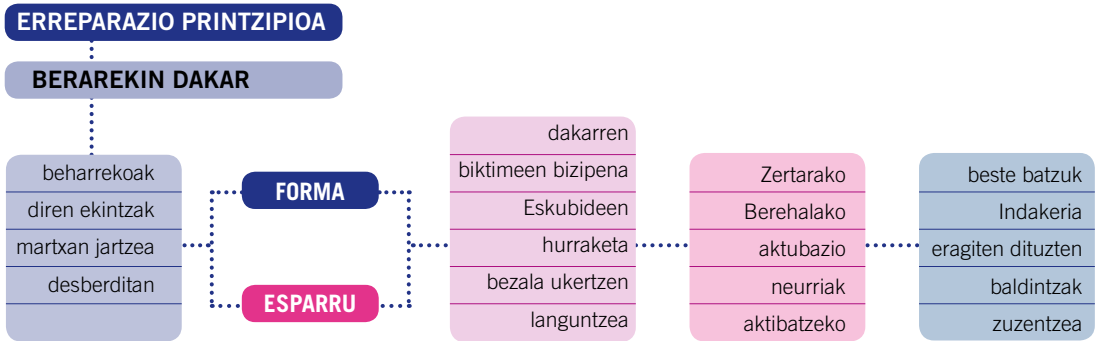 ERREPARAZIO PRINTZIPIOA
BERAREKIN DAKAR
beharrekoak
diren ekintzak
martxan jartzea
desberditan
FORMA
ESPARRU
dakarren
biktimeen bizipena
Eskubideen
hurraketa
bezala ukertzen
languntzea
Zertarako
Berehalako
aktubazio
neurriak
aktibatzeko
beste batzuk
Indakeria
eragiten dituzten
baldintzak
zuzentzea